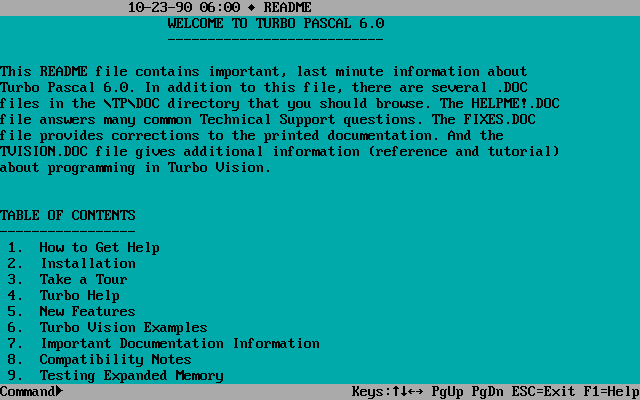 10-23-90 06:00 ♦ README
WELCOME TO TURBO PASCAL 6.0
---------------------------
This README file contains important, last minute information about
Turbo Pascal 6.0. In addition to this file, there are several .DOC
files in the \TP\DOC directory that you should browse. The HELPME!.DOC
file answers many common Technical Support questions. The FIXES.DOC
file provides corrections to the printed documentation. And the
TVISION.DOC file gives additional information (reference and tutorial)
about programming in Turbo Vision.
TABLE OF CONTENTS
-----------------
1. How to Get Help
2. Installation
3. Take a Tour
4. Turbo Help
5. New Features
6. Turbo Vision Examples
7. Important Documentation Information
8. Compatibility Notes
9. Testing Expanded Memory
Command► Keys:↑↓←→ PgUp PgDn ESC=Exit F1=Help